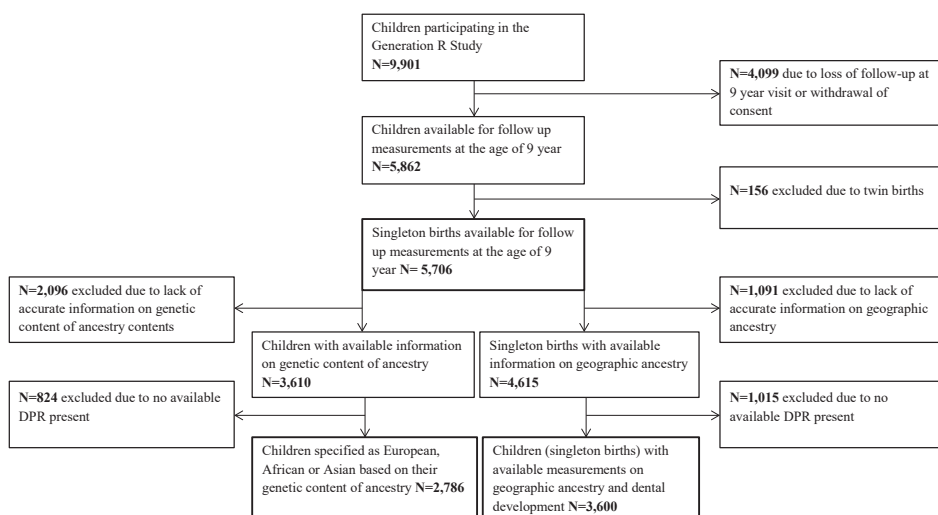 Children participating in the
Generation R Study
N=9,901
N=4,099 due to loss of follow-up at
9 year visit or withdrawal of
consent
Children available for follow up
measurements at the age of 9 year
N=5,862
N=156 excluded due to twin births
Singleton births available for follow
up measurements at the age of 9
year N= 5,706
N=2,096 excluded due to lack of
accurate information on genetic
content of ancestry contents
N=1,091 excluded due to lack of
accurate information on geographic
ancestry
Children with available information
on genetic content of ancestry
N=3,610
Singleton births with available
information on geographic ancestry
N=4,615
N=824 excluded due to no available
DPR present
N=1,015 excluded due to no
available DPR present
Children specified as European,
African or Asian based on their
genetic content of ancestry N=2,786
Children (singleton births) with
available measurements on
geographic ancestry and dental
development N=3,600